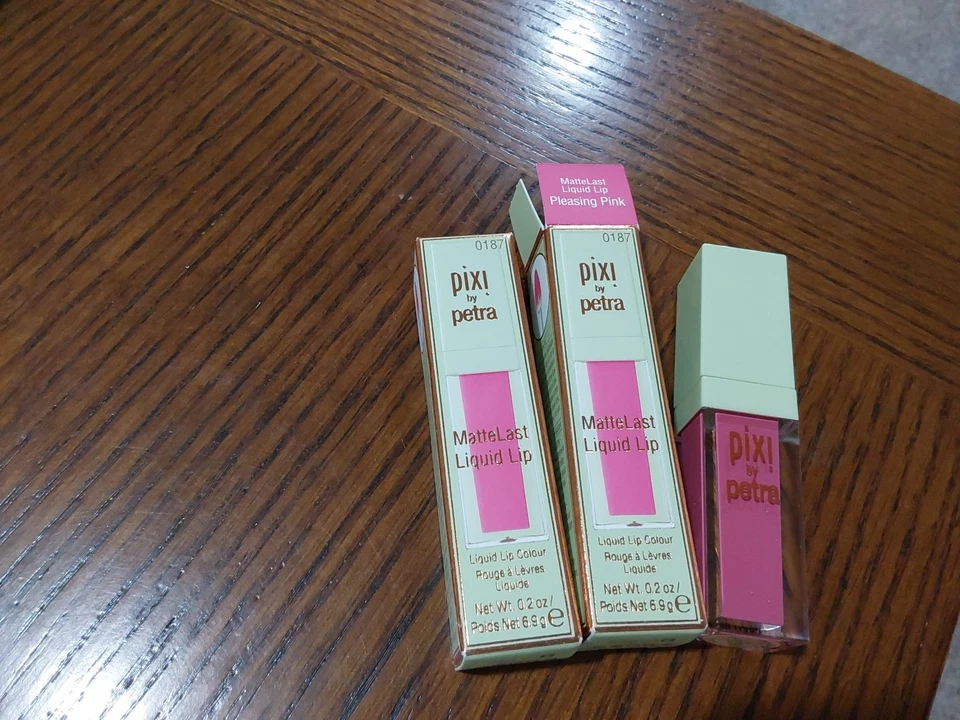 0187
pixi
by
petra
MatteLast
Liquid Lip
Liquid Lip Colour
Rouge à Lèvres
Liquide
Net Wt. 0.2 oz/
Poids Net 6.9 g e
MatteLast
Liquid Lip
Pleasing Pink
0187
pixi
by
petra
MatteLast
Liquid Lip
Liquid Lip Colour
Rouge à Lèvres
Liquide
Net Wt. 0.2 oz/
Poids Net 6.9 g e
pixi
by
petra